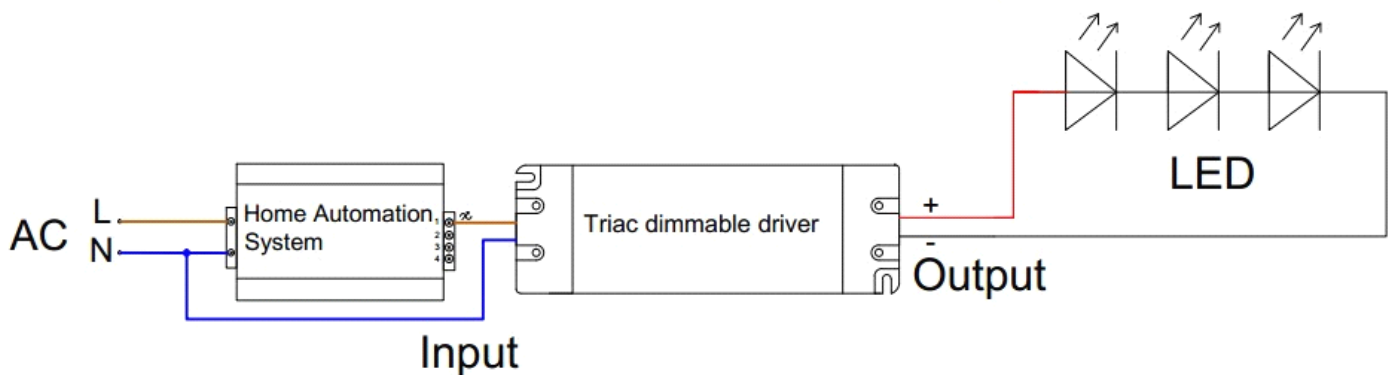 AC
L
N
Home Automation
System
1 x
2
3
4
Input
Triac dimmable driver
+
-
Output
LED